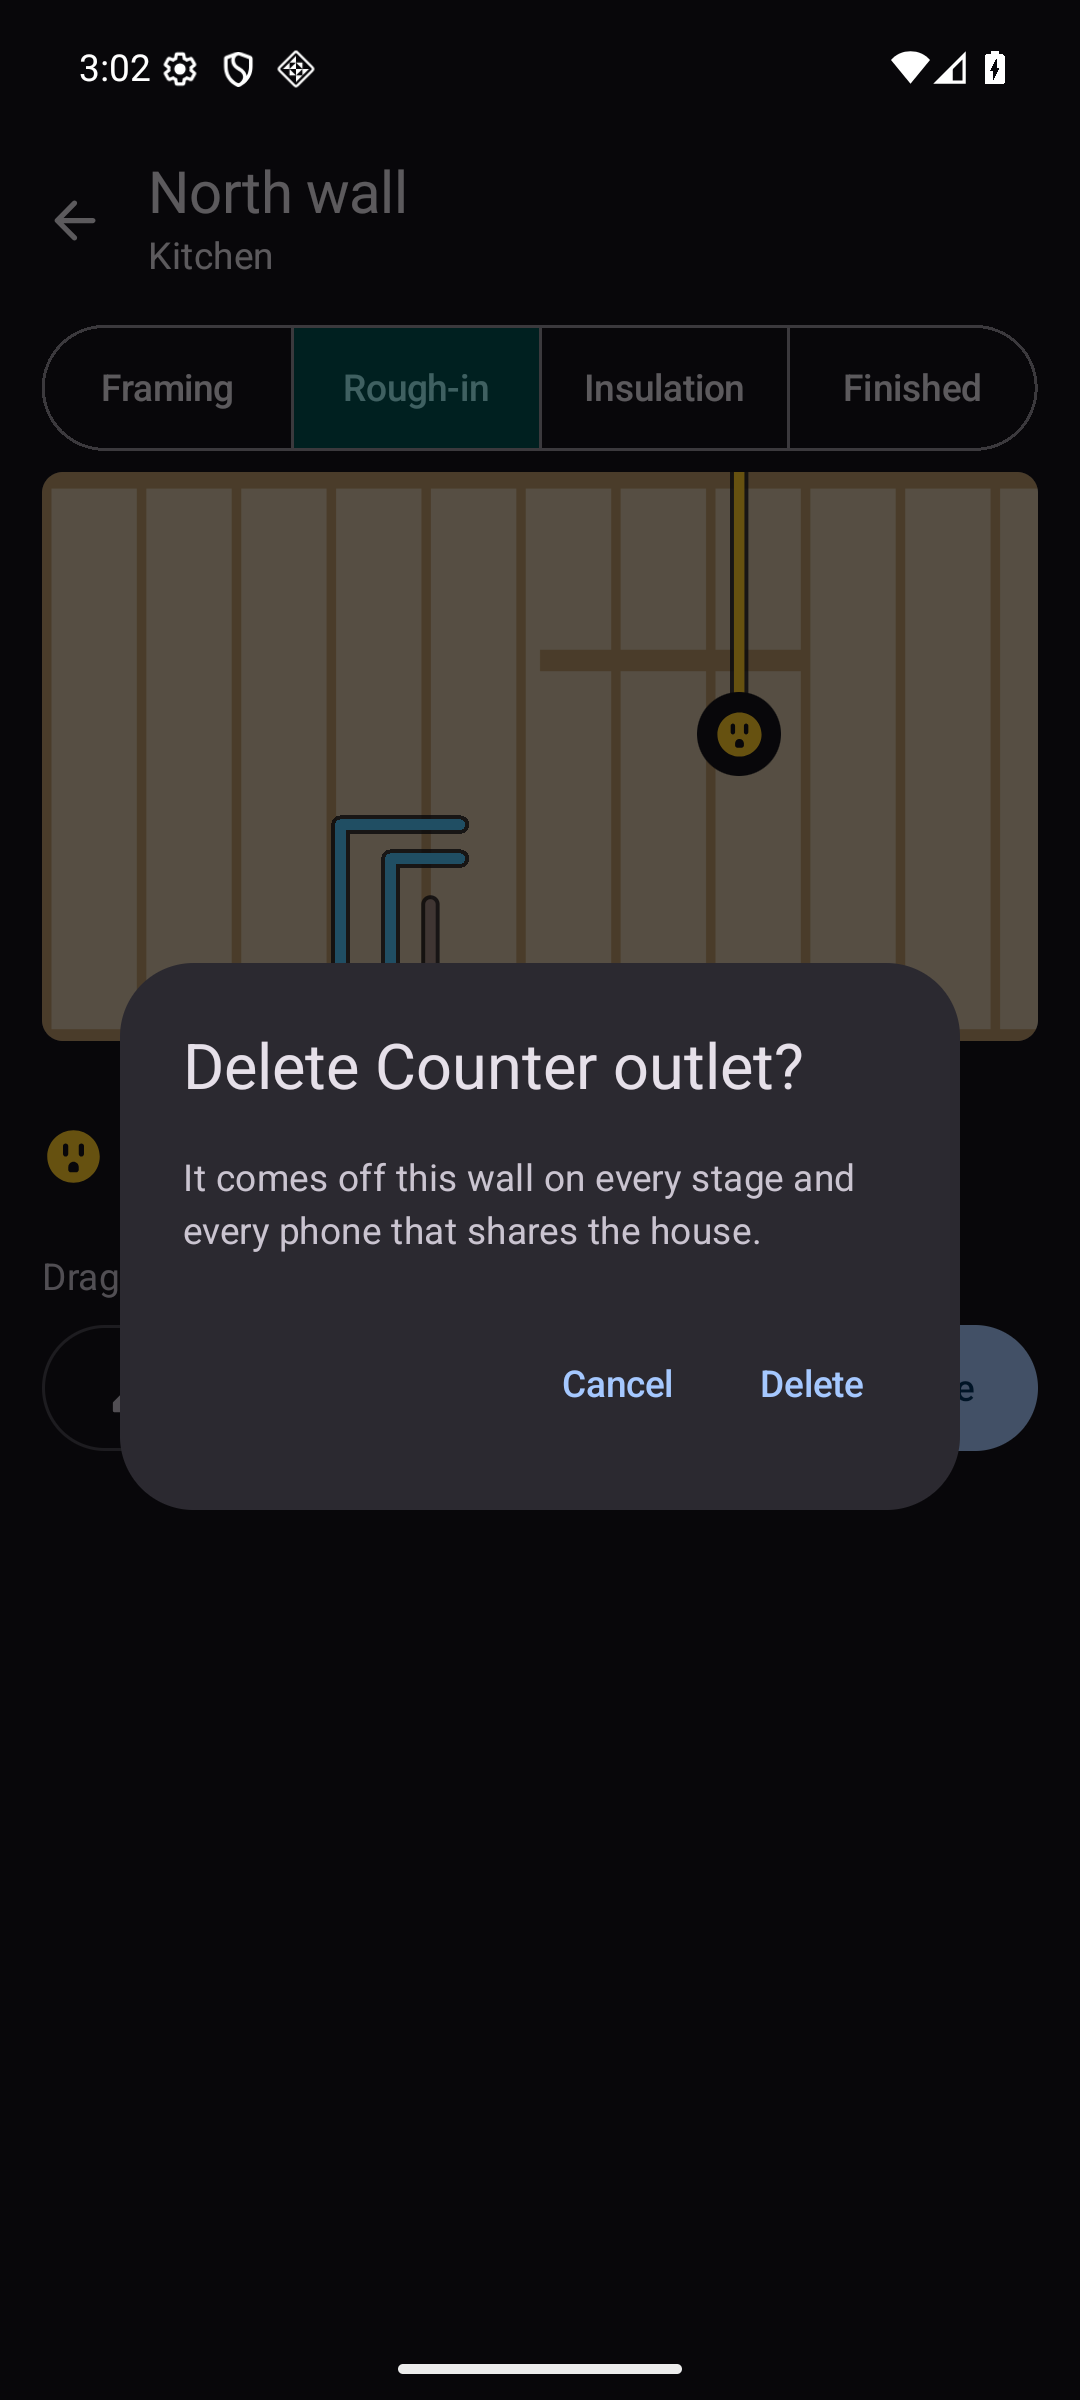 3:02
North wall
Kitchen
Framing
Rough-in
Insulation
Finished
Delete Counter outlet?
It comes off this wall on every stage and
every phone that shares the house.
Drag
Cancel
Delete
e